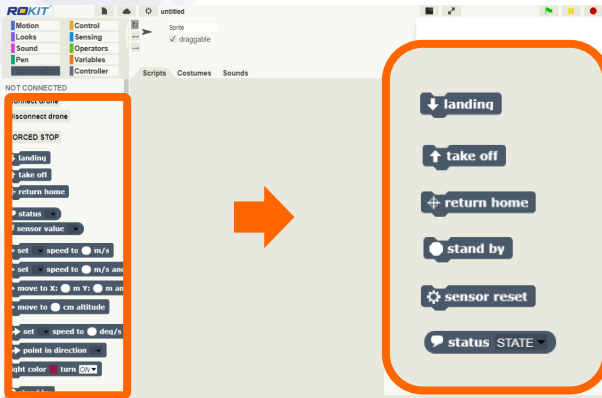 ROKIT
untitled
Motion
Control
Looks
Sensing
Sound
Operators
Pen
Variables
Controller
Sprite
draggable
Scripts Costumes Sounds
NOT CONNECTED
onnect drone
isconnect drone
ORCED STOP
landing
take off
return home
status
sensor value
set speed to m/s
set speed to m/s and
move to X: m Y: m an
move to cm altitude
set speed to deg/s
point in direction
ght color turn ON
landing
take off
return home
stand by
sensor reset
status STATE